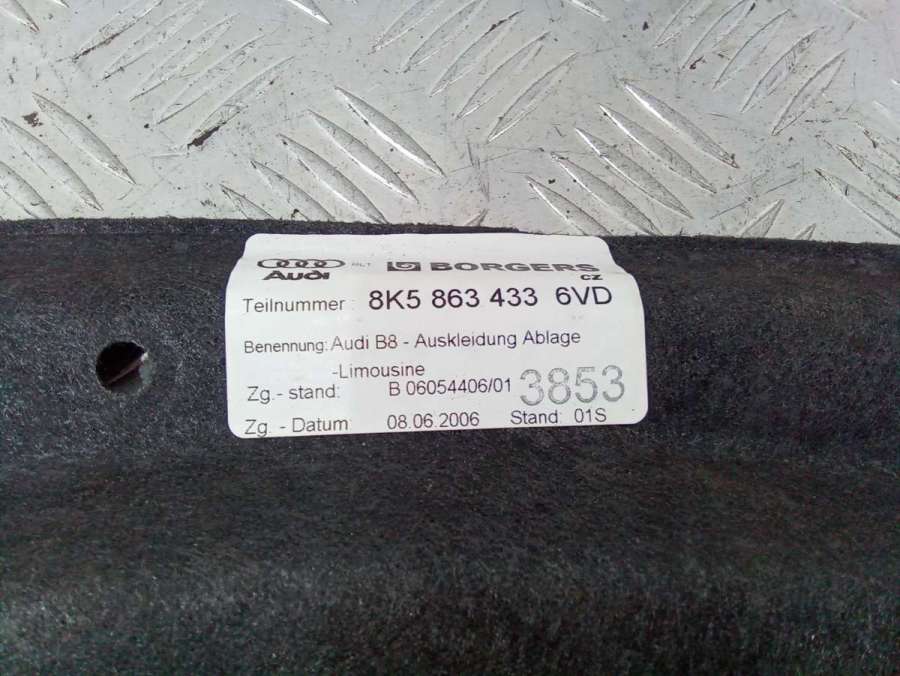 Audi BORGERS
CZ
Teilnummer : 8K5 863 433 6VD
Benennung: Audi B8 - Auskleidung Ablage
-Limousine
Zg.- stand: B 06054406/01 3853
Zg. - Datum: 08.06.2006 Stand: 01S